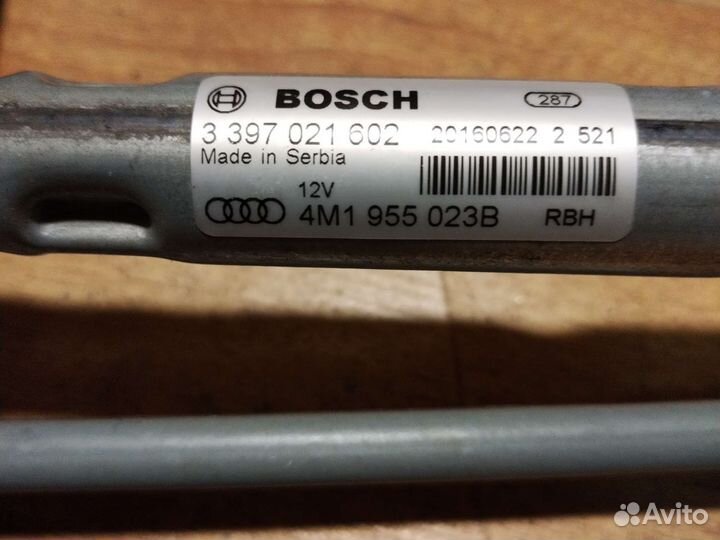 BOSCH 287
3 397 021 602 20160622 2 521
Made in Serbia
12V
4M1 955 023B RBH
Avito